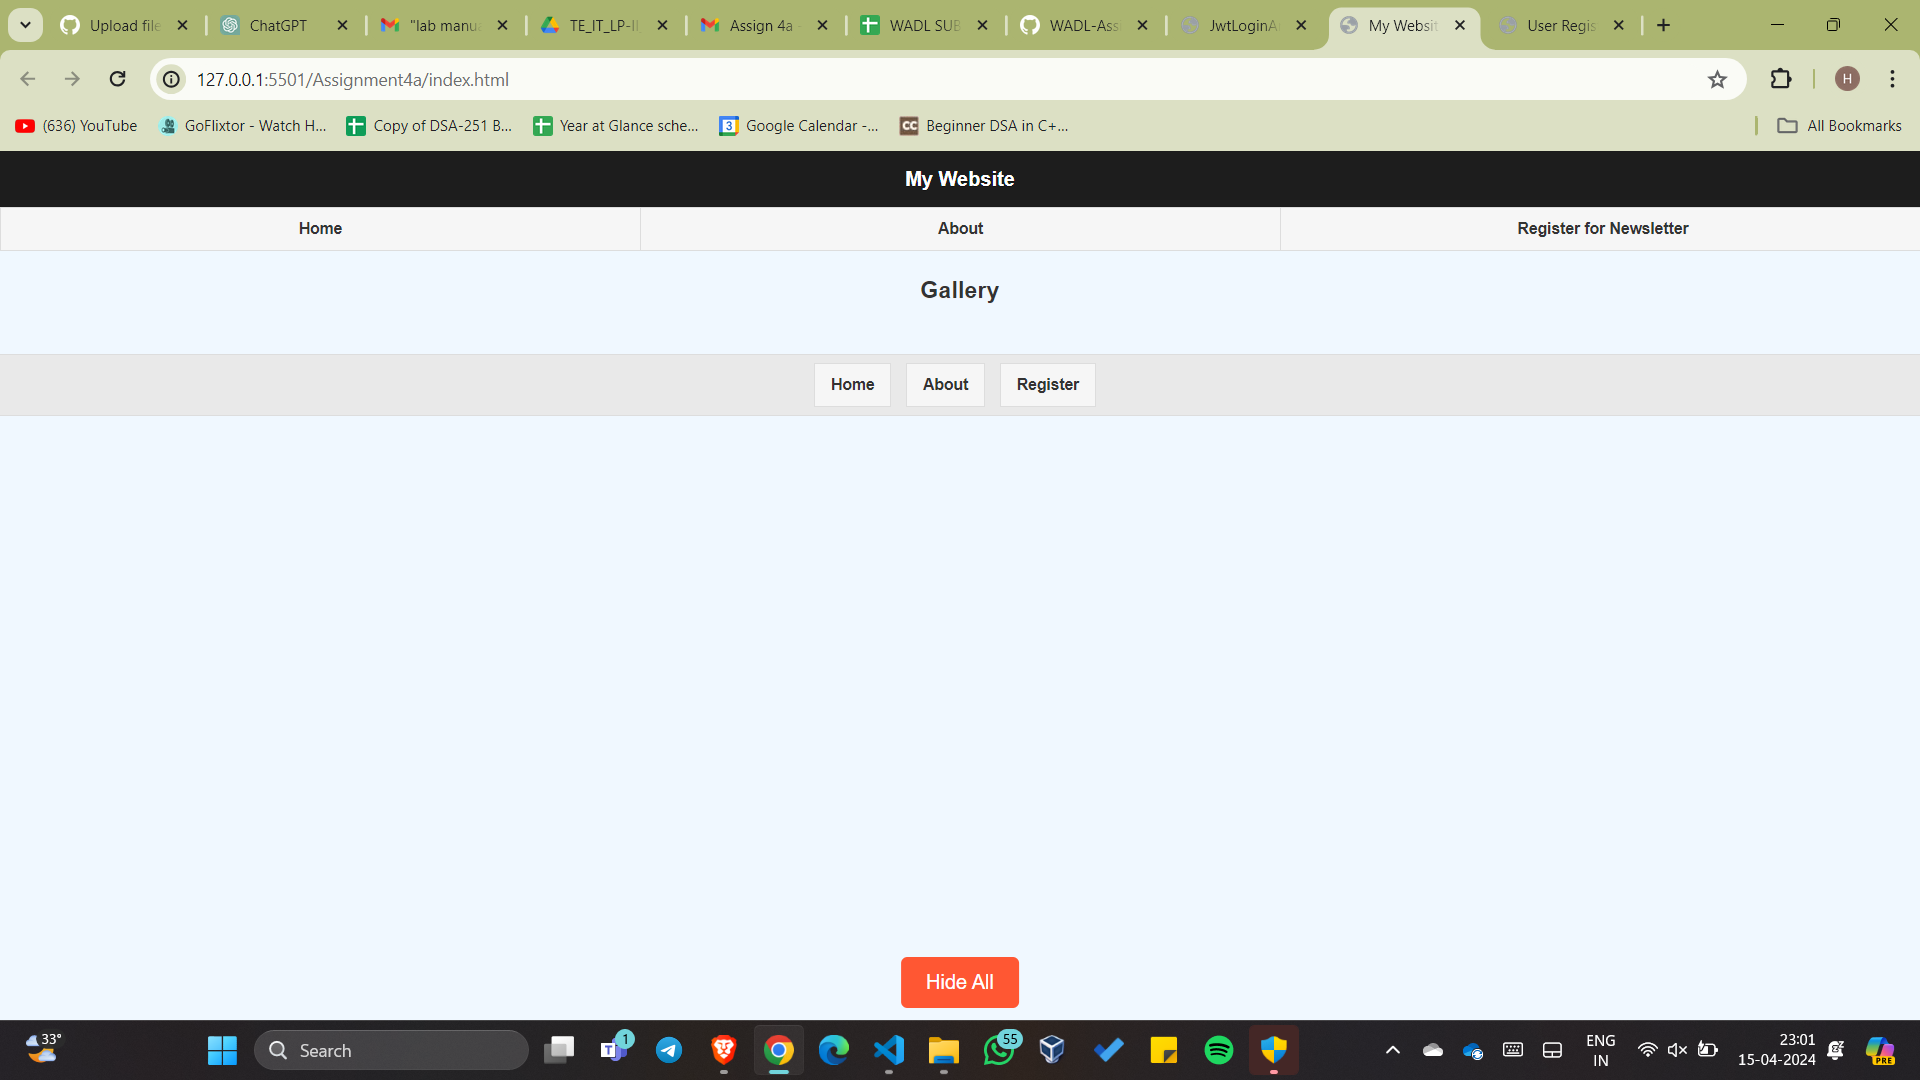 Upload file
ChatGPT
"lab manu
TE_IT_LP-I
Assign 4a
WADL SUB
WADL-Ass
JwtLoginA
My Websit
User Regis
127.0.0.1:5501/Assignment4a/index.html
H
(636) YouTube
GoFlixtor - Watch H...
Copy of DSA-251 B...
Year at Glance sche...
3
Google Calendar -...
CC
Beginner DSA in C+...
All Bookmarks
My Website
Home
About
Register for Newsletter
Gallery
Home
About
Register
Hide All
33°
Search
1
55
ENG
IN
23:01
15-04-2024
PRE